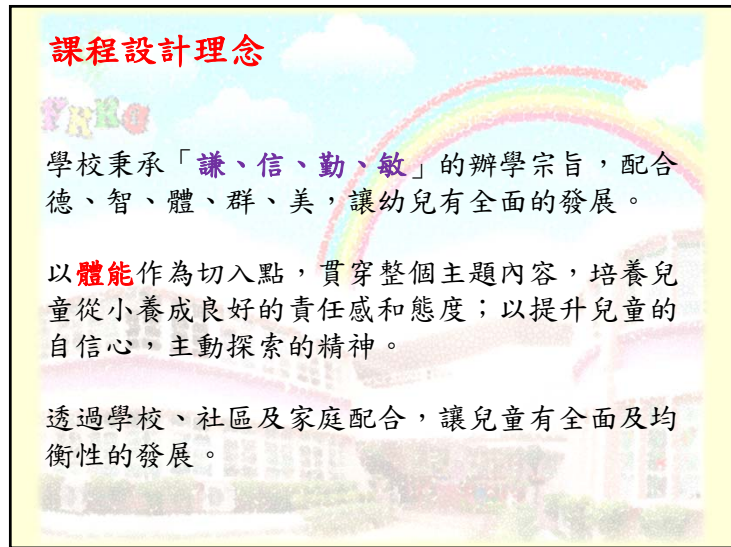 課程設計理念
YKKG
學校秉承「謙、信、勤、敏」的辦學宗旨，配合
德、智、體、群、美，讓幼兒有全面的發展。
以體能作為切入點，貫穿整個主題內容，培養兒
童從小養成良好的責任感和態度；以提升兒童的
自信心，主動探索的精神。
透過學校、社區及家庭配合，讓兒童有全面及均
衡性的發展。